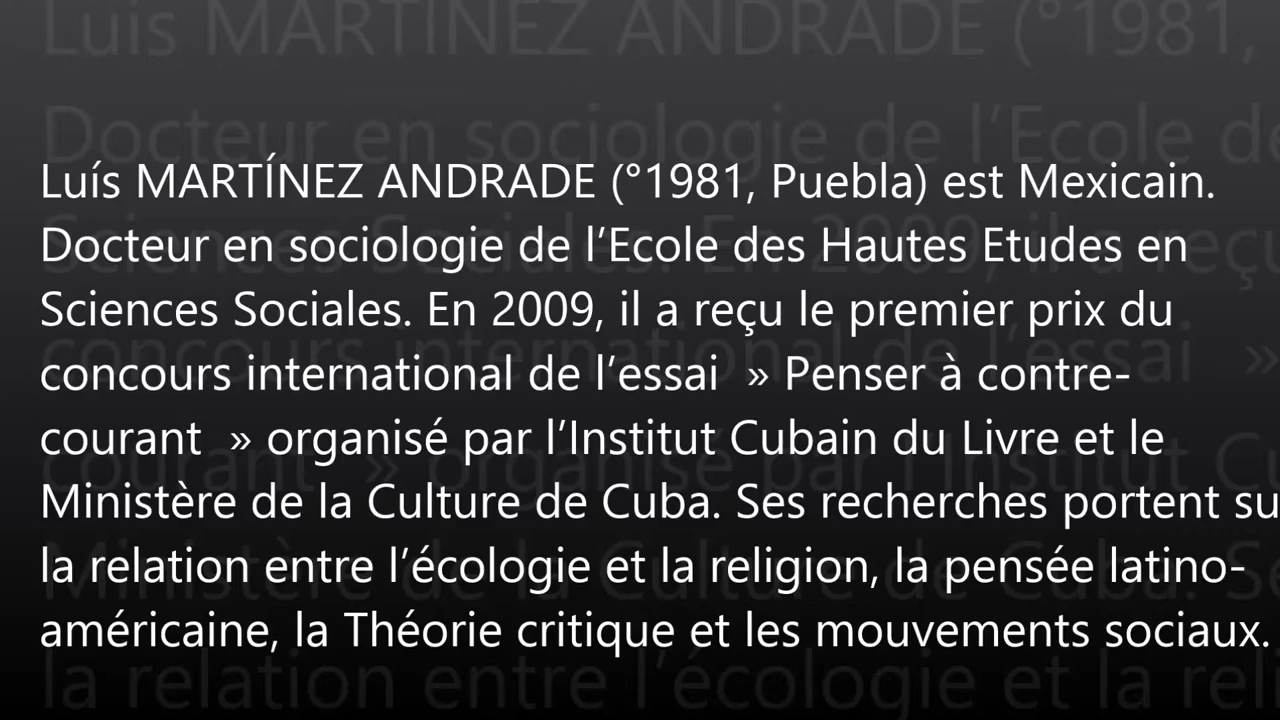 Luís MARTÍNEZ ANDRADE (°1981, Puebla) est Mexicain.
Docteur en sociologie de l’Ecole des Hautes Etudes en
Sciences Sociales. En 2009, il a reçu le premier prix du
concours international de l’essai  » Penser à contre-
courant  » organisé par l’Institut Cubain du Livre et le
Ministère de la Culture de Cuba. Ses recherches portent su
la relation entre l’écologie et la religion, la pensée latino-
américaine, la Théorie critique et les mouvements sociaux.